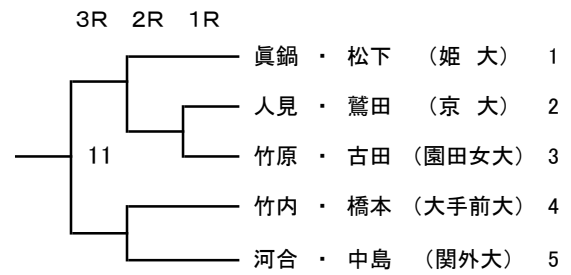 3R 2R 1R
眞鍋 ・ 松下 （姫 大） 1
人見 ・ 鷲田 （京 大） 2
11 竹原 ・ 古田 （園田女大） 3
竹内 ・ 橋本 （大手前大） 4
河合 ・ 中島 （関外大） 5